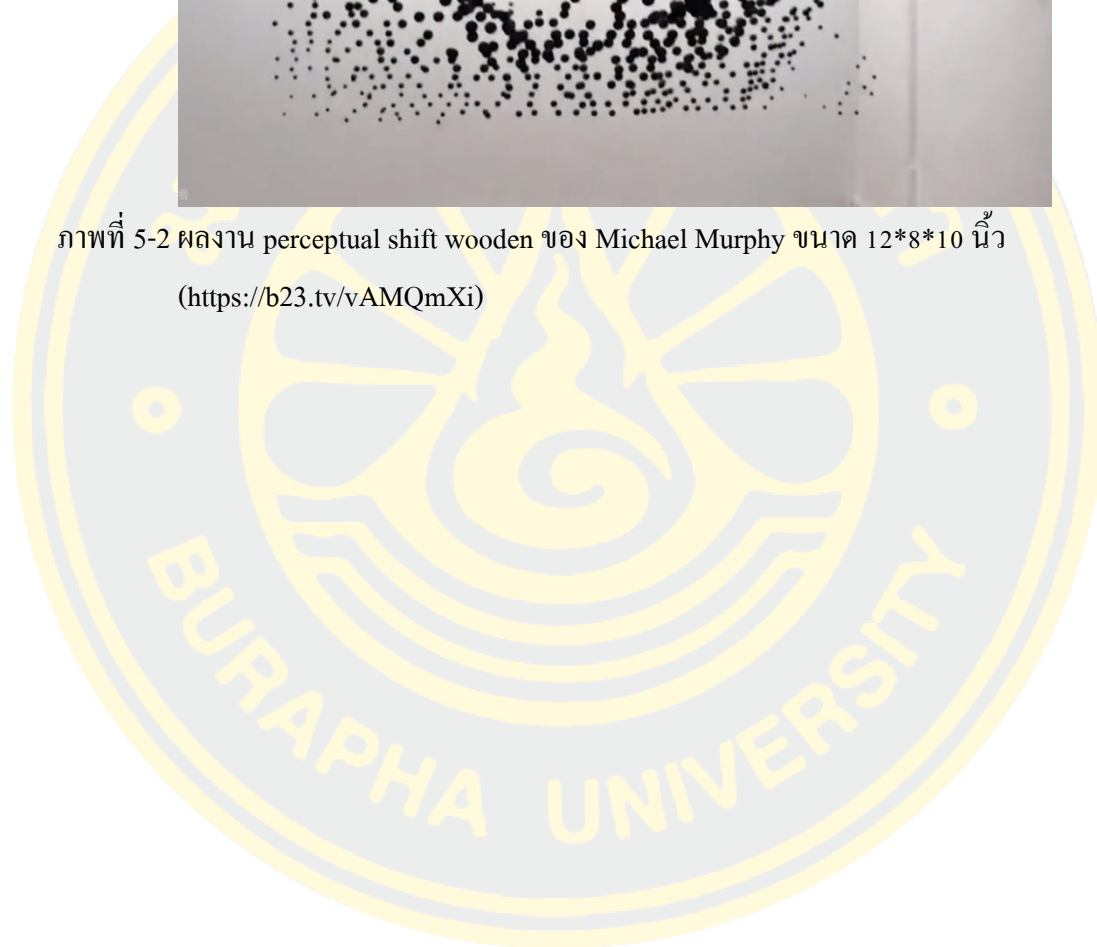 ภาพที่ 5-2 ผลงาน perceptual shift wooden ของ Michael Murphy ขนาด 12*8*10 นิ้ว
(https://b23.tv/vAMQmXi)
BURAPHA UNIVERSITY